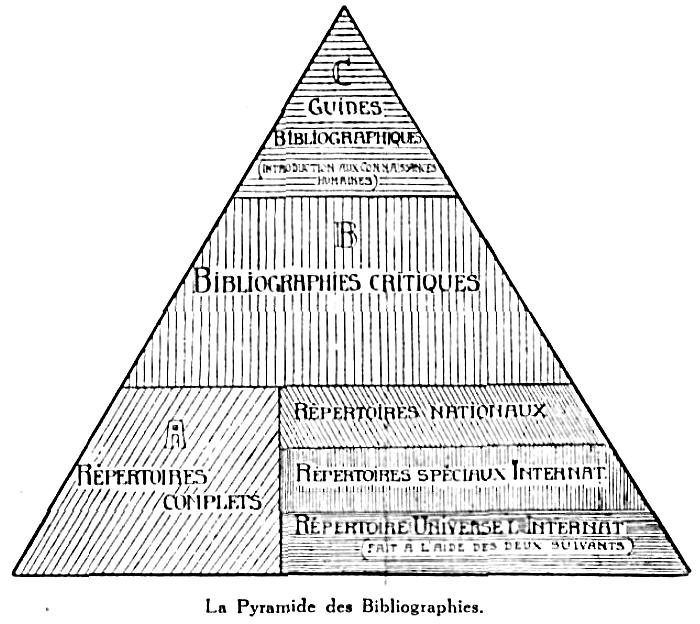 C
GUIDES
BIBLIOGRAPHIQUES
(INTRODUCTION AUX CONNAISSANCES
HUMAINES)
B
BIBLIOGRAPHIES CRITIQUES
A
RÉPERTOIRES
COMPLETS
RÉPERTOIRES NATIONAUX
RÉPERTOIRES SPÉCIAUX INTERNAT.
RÉPERTOIRE UNIVERSEL INTERNAT
(FAIT A L'AIDE DES DEUX SUIVANTS)
La Pyramide des Bibliographies.